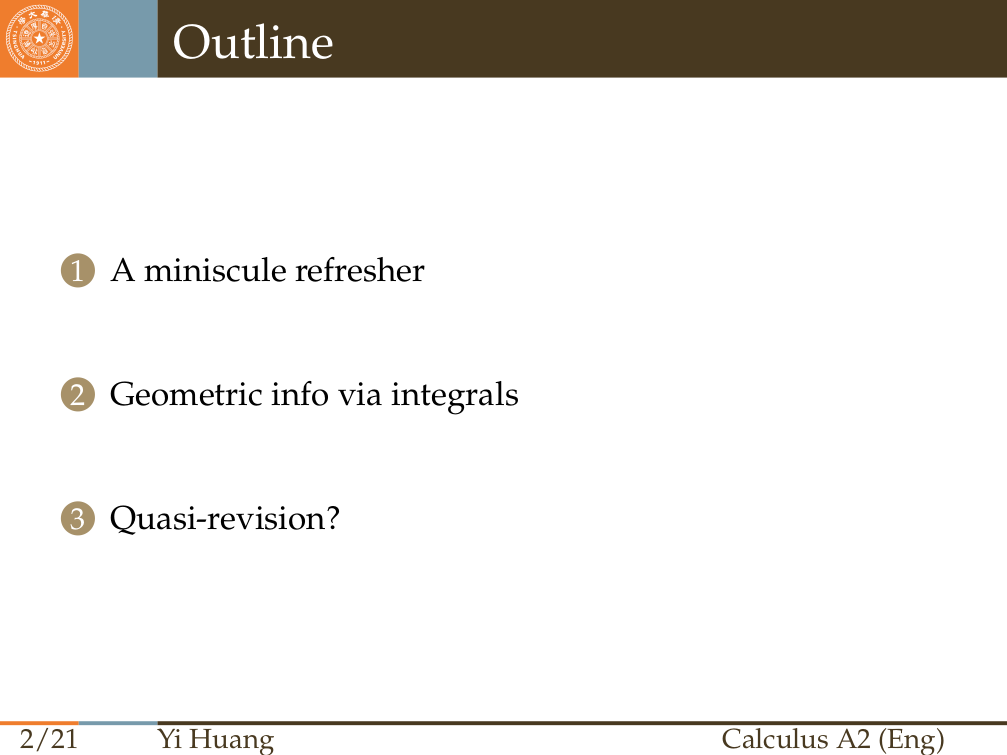 Outline
1 A miniscule refresher
2 Geometric info via integrals
3 Quasi-revision?
2/21 Yi Huang Calculus A2 (Eng)